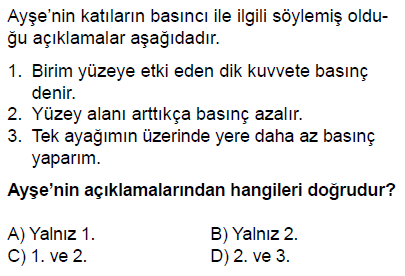 Ayşe'nin katıların basıncı ile ilgili söylemiş oldu-
ğu açıklamalar aşağıdadır.
1. Birim yüzeye etki eden dik kuvvete basınç
denir.
2. Yüzey alanı arttıkça basınç azalır.
3. Tek ayağımın üzerinde yere daha az basınç
yaparım.
Ayşe'nin açıklamalarından hangileri doğrudur?
A) Yalnız 1. B) Yalnız 2.
C) 1. ve 2. D) 2. ve 3.